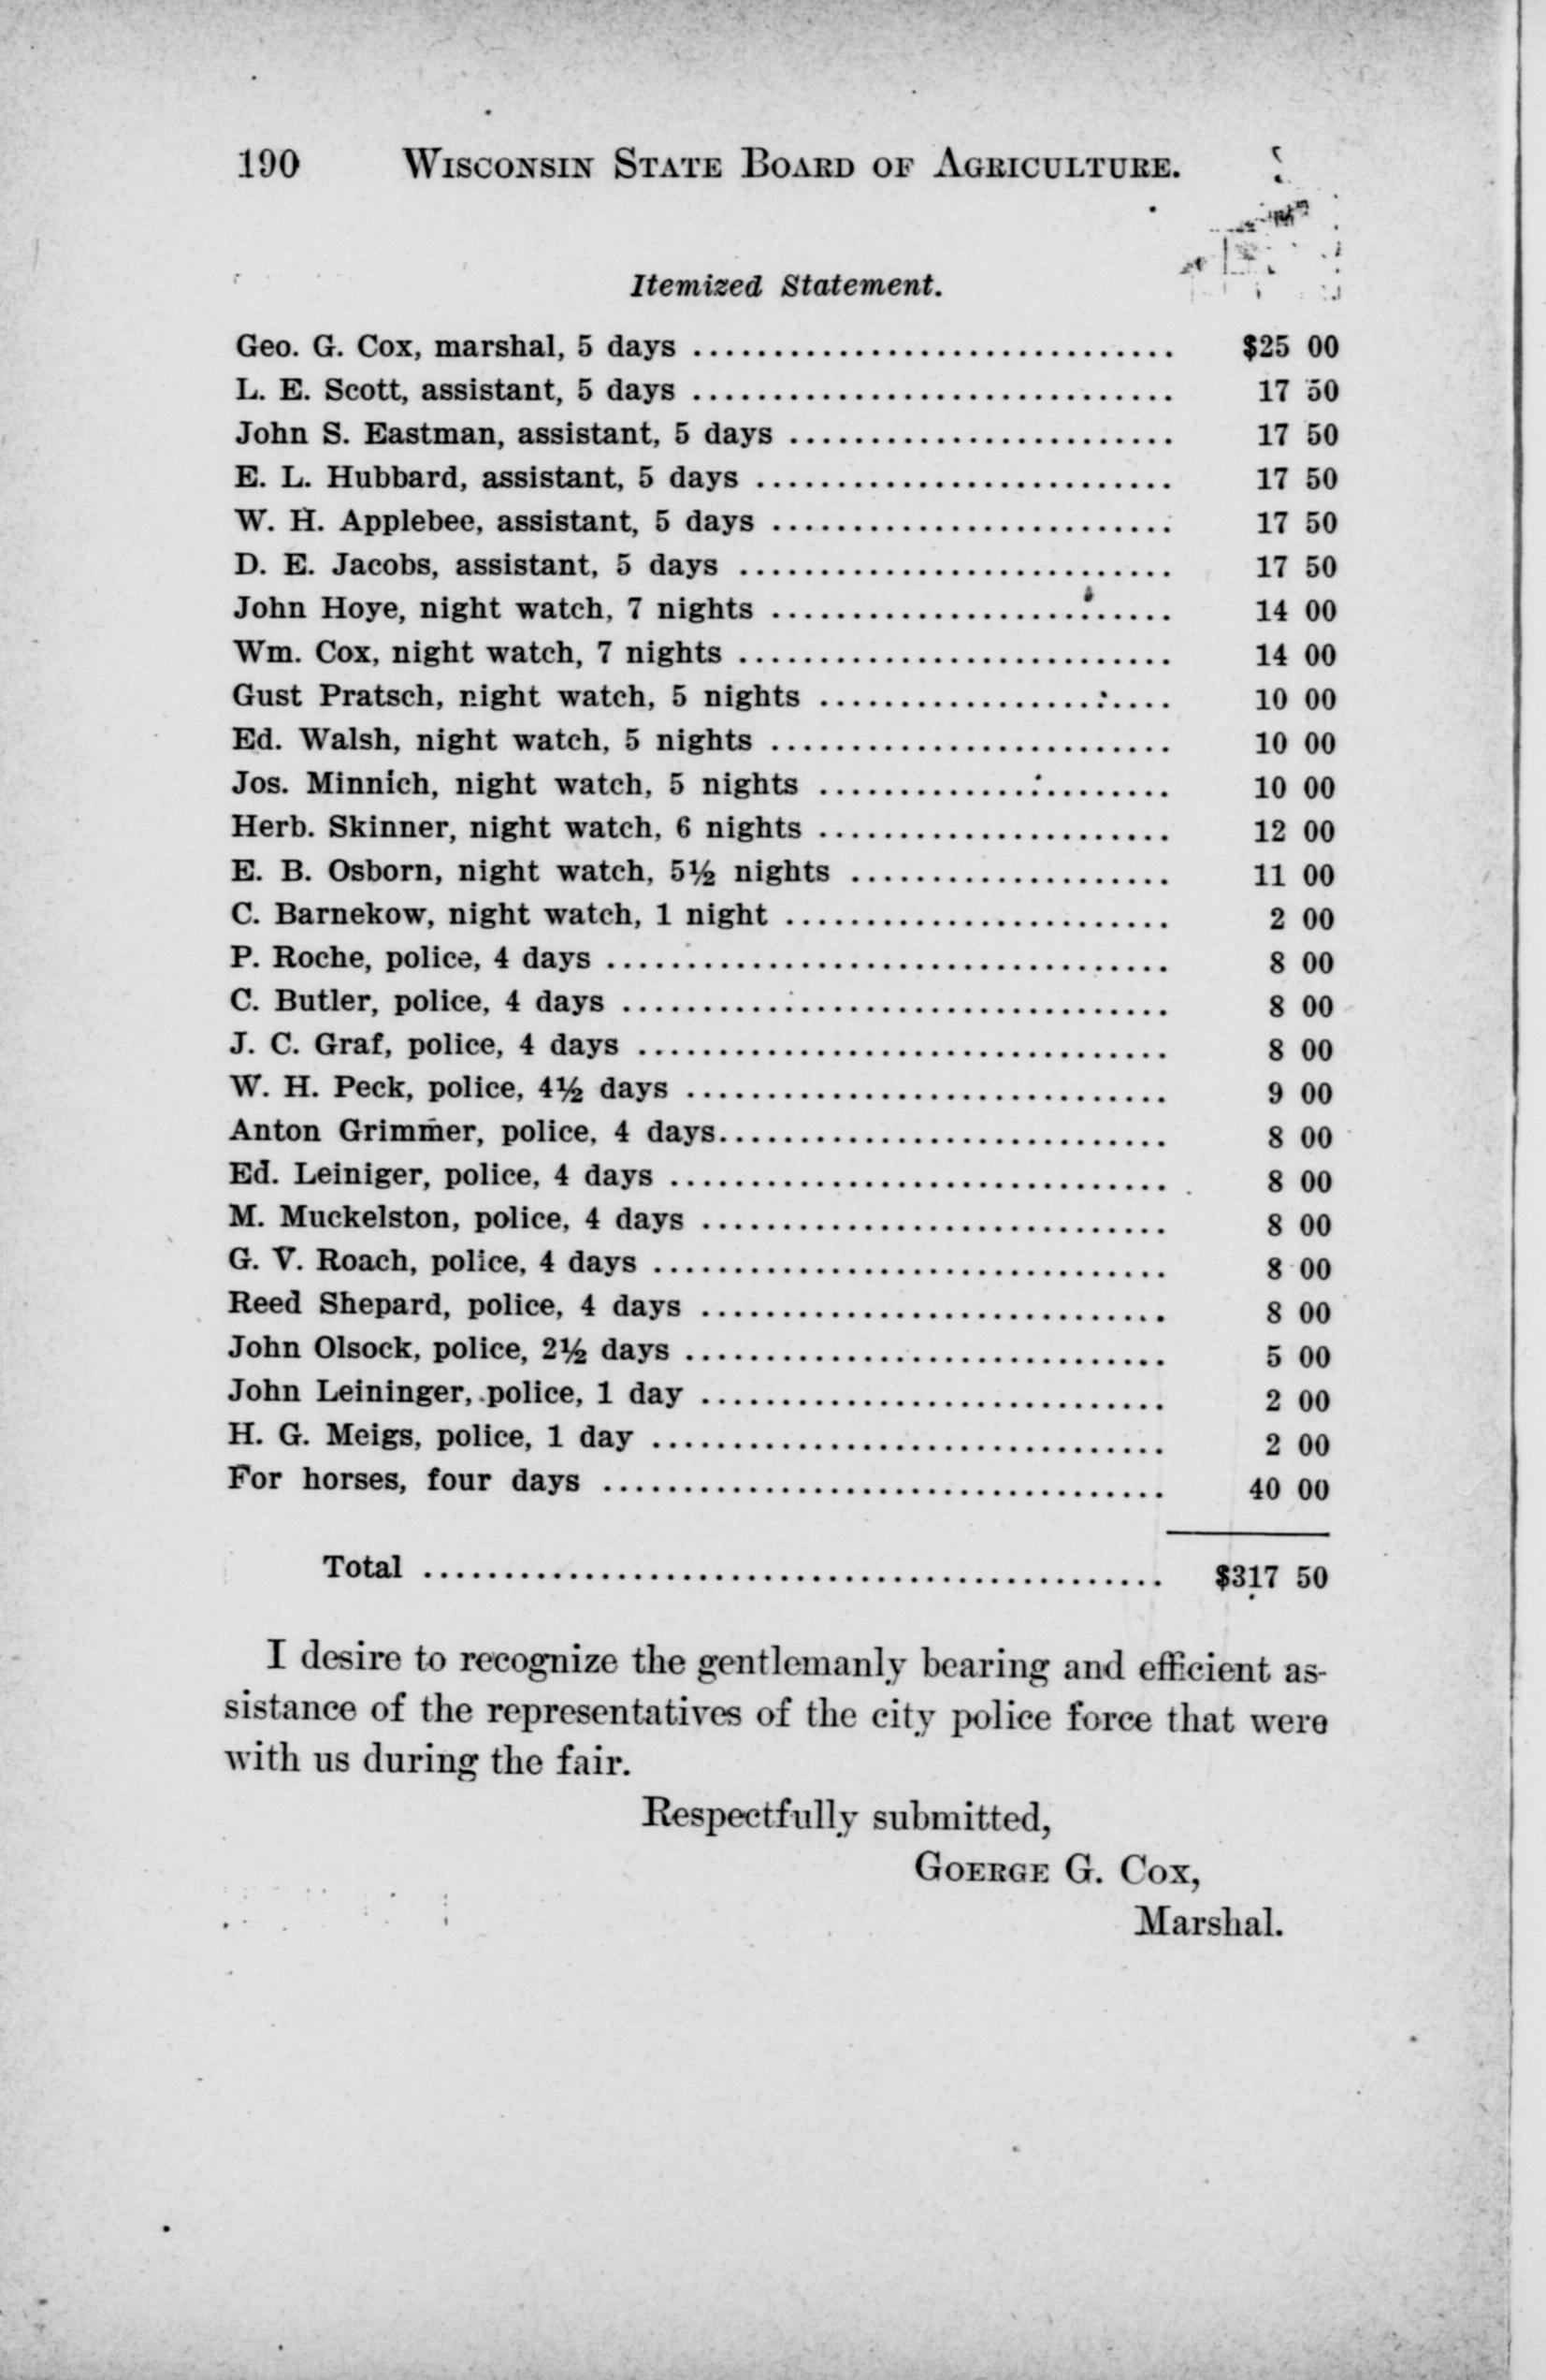 190 WISCONSIN STATE BOARD OF AGRICULTURE.
Itemized Statement.
Geo. G. Cox, marshal, 5 days .............................. $25 00
L. E. Scott, assistant, 5 days .............................. 17 50
John S. Eastman, assistant, 5 days ........................ 17 50
E. L. Hubbard, assistant, 5 days .......................... 17 50
W. H. Applebee, assistant, 5 days ......................... 17 50
D. E. Jacobs, assistant, 5 days ........................... 17 50
John Hoye, night watch, 7 nights ......................... 14 00
Wm. Cox, night watch, 7 nights ........................... 14 00
Gust Pratsch, night watch, 5 nights ...................... 10 00
Ed. Walsh, night watch, 5 nights ......................... 10 00
Jos. Minnich, night watch, 5 nights ...................... 10 00
Herb. Skinner, night watch, 6 nights ...................... 12 00
E. B. Osborn, night watch, 5½ nights .................... 11 00
C. Barnekow, night watch, 1 night ........................ 2 00
P. Roche, police, 4 days ................................... 8 00
C. Butler, police, 4 days .................................. 8 00
J. C. Graf, police, 4 days ................................. 8 00
W. H. Peck, police, 4½ days .............................. 9 00
Anton Grimmer, police, 4 days............................ 8 00
Ed. Leiniger, police, 4 days ............................... 8 00
M. Muckelston, police, 4 days ............................. 8 00
G. V. Roach, police, 4 days ................................ 8 00
Reed Shepard, police, 4 days ............................. 8 00
John Olsock, police, 2½ days .............................. 5 00
John Leininger, police, 1 day ............................. 2 00
H. G. Meigs, police, 1 day ................................ 2 00
For horses, four days ................................... 40 00
Total .............................................. $317 50
I desire to recognize the gentlemanly bearing and efficient as-
sistance of the representatives of the city police force that were
with us during the fair.
Respectfully submitted,
GOERGE G. COX,
Marshal.